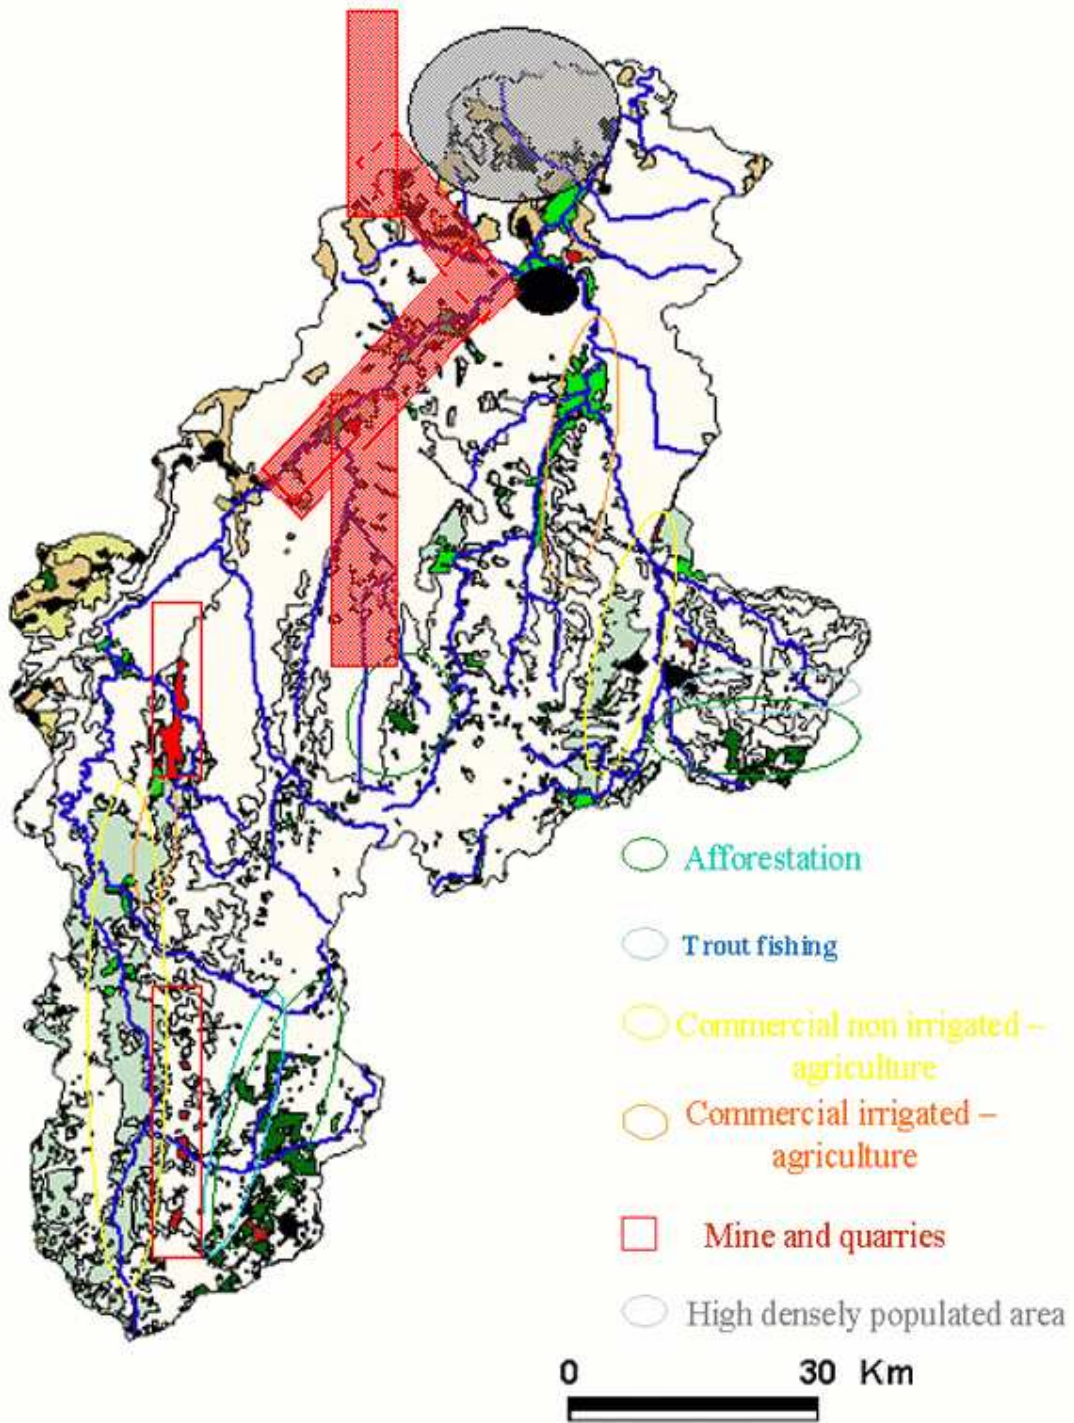 Afforestation
Trout fishing
Commercial non irrigated –
agriculture
Commercial irrigated –
agriculture
Mine and quarries
High densely populated area
0 30 Km